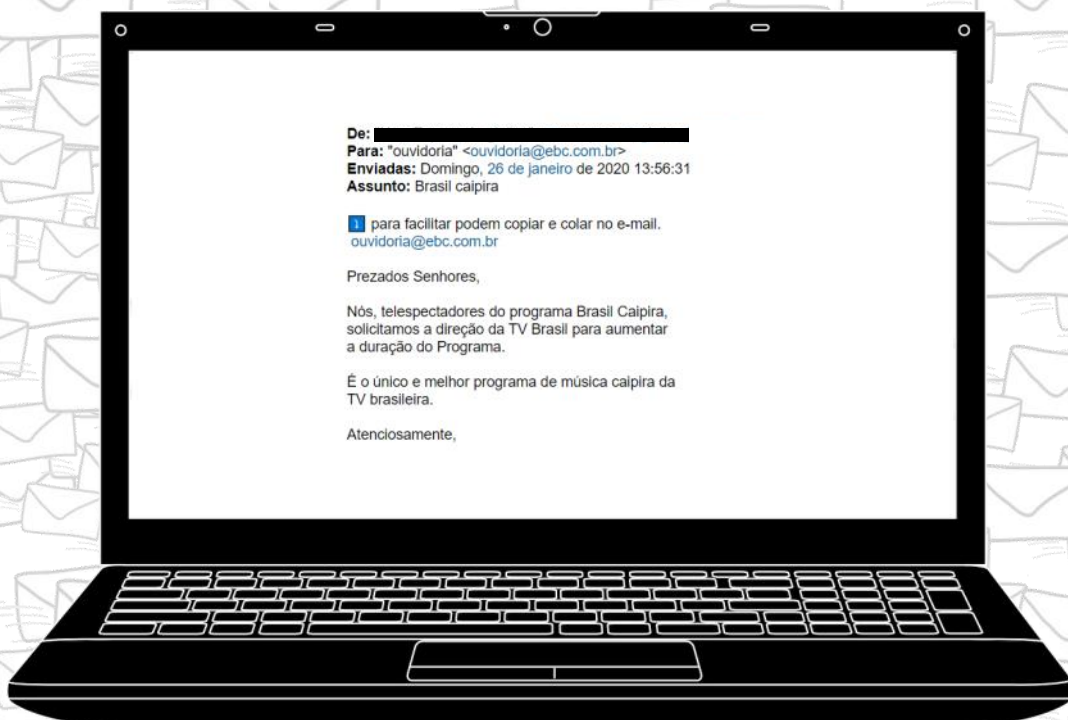 De:
Para: "ouvidoria" <ouvidoria@ebc.com.br>
Enviadas: Domingo, 26 de janeiro de 2020 13:56:31
Assunto: Brasil caipira
1 para facilitar podem copiar e colar no e-mail.
ouvidoria@ebc.com.br
Prezados Senhores,
Nós, telespectadores do programa Brasil Caipira,
solicitamos a direção da TV Brasil para aumentar
a duração do Programa.
É o único e melhor programa de música caipira da
TV brasileira.
Atenciosamente,